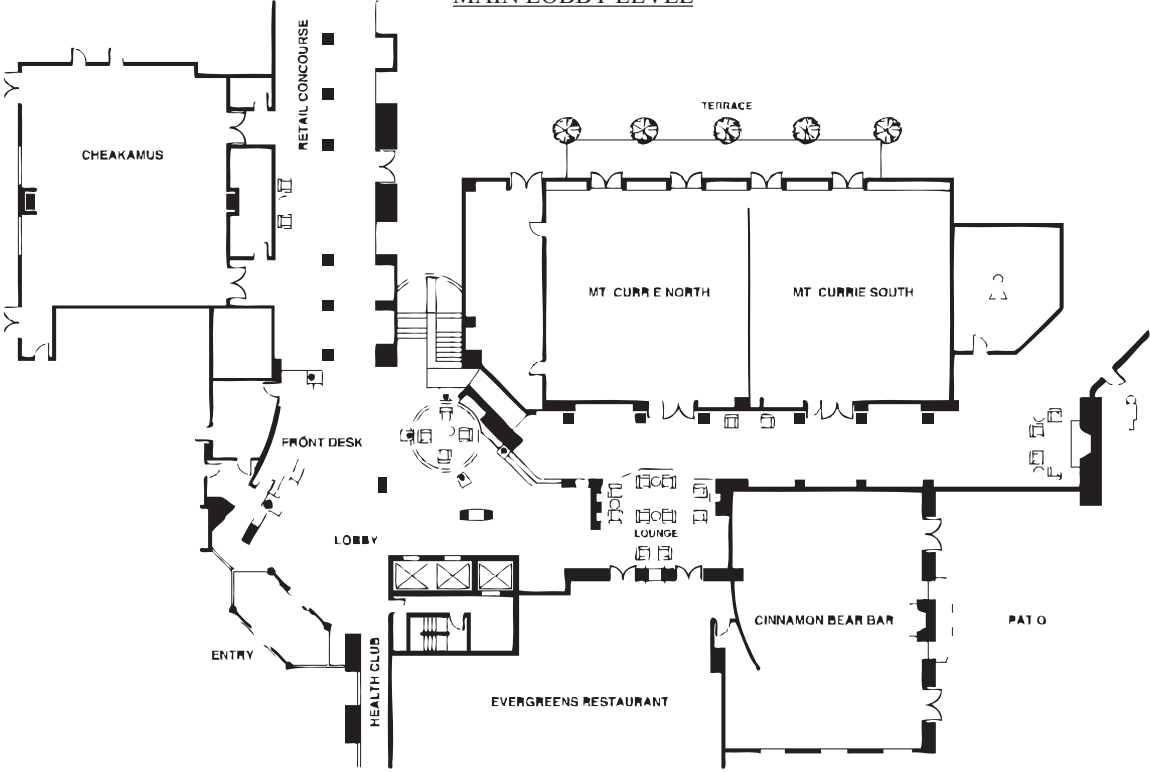 MAIN LOBBY LEVEL
RETAIL CONCOURSE
TERRACE
CHEAKAMUS
MT CURR E NORTH
MT CURRIE SOUTH
FRONT DESK
LOBBY
LOUNGE
CINNAMON BEAR BAR
PAT O
ENTRY
HEALTH CLUB
EVERGREENS RESTAURANT